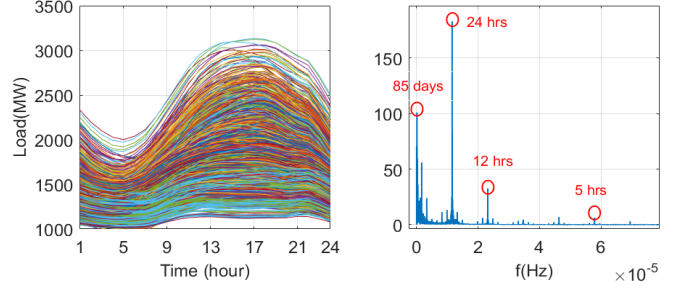 3500
3000
2500
2000
1500
1000
Load(MW)
1 5 9 13 17 21 24
Time (hour)
150
100
50
0
24 hrs
85 days
12 hrs
5 hrs
0 2 4 6
f(Hz)
×10⁻⁵